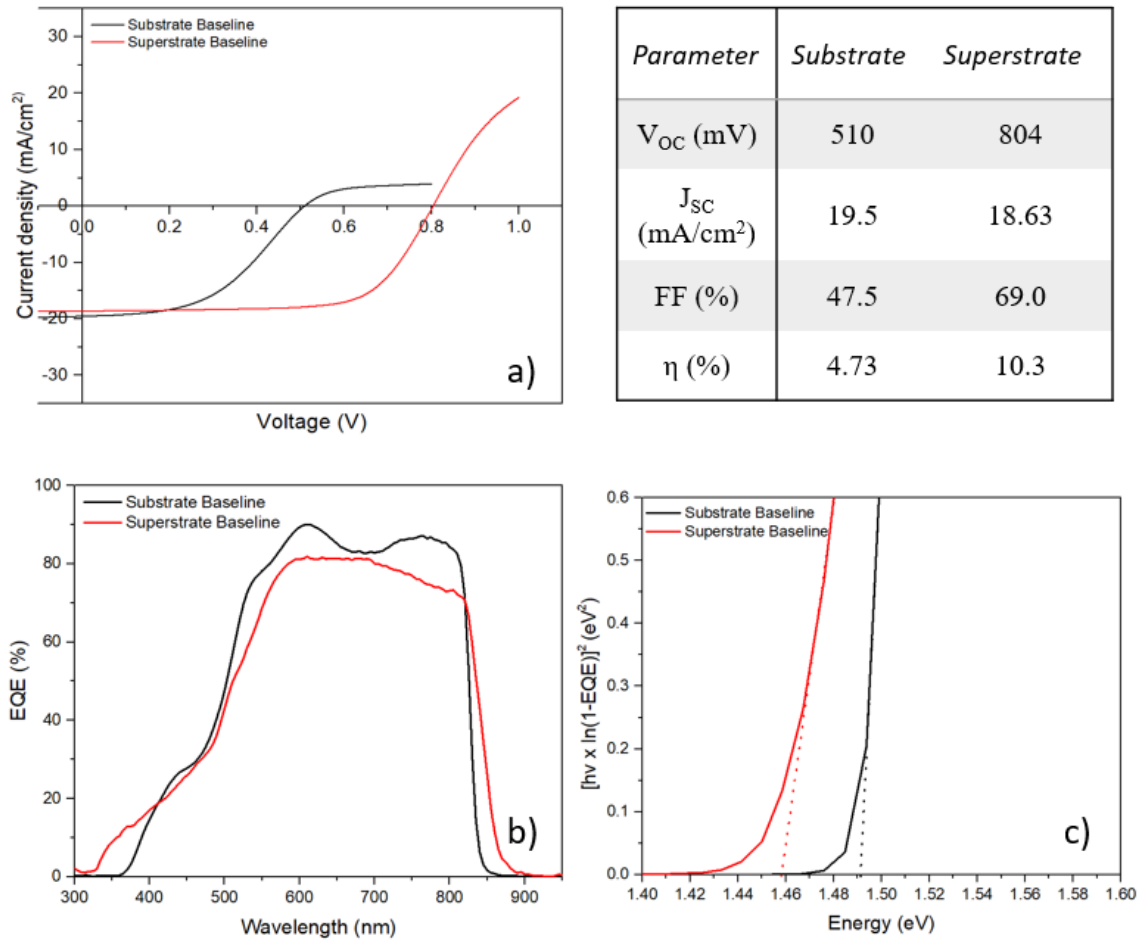 Substrate Baseline
Superstrate Baseline
Current density (mA/cm²)
30
20
10
0
-10
-20
-30
0.0 0.2 0.4 0.6 0.8 1.0
Voltage (V)
a)
Parameter Substrate Superstrate
V_OC (mV) 510 804
J_SC
(mA/cm²) 19.5 18.63
FF (%) 47.5 69.0
η (%) 4.73 10.3
Substrate Baseline
Superstrate Baseline
EQE (%)
100
80
60
40
20
0
300 400 500 600 700 800 900
Wavelength (nm)
b)
Substrate Baseline
Superstrate Baseline
[hv x ln(1-EQE)]² (eV²)
0.6
0.5
0.4
0.3
0.2
0.1
0.0
1.40 1.42 1.44 1.46 1.48 1.50 1.52 1.54 1.56 1.58 1.60
Energy (eV)
c)